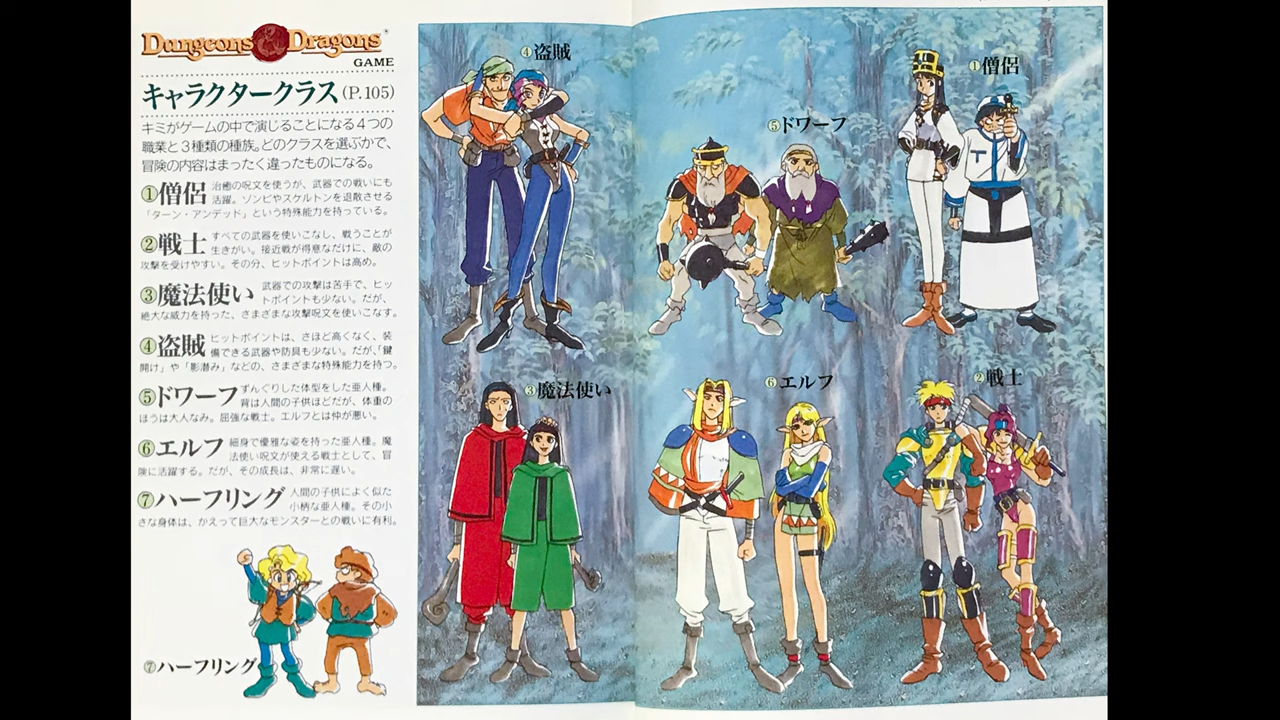 Dungeons & Dragons®
GAME
キャラクタークラス(P.105)
キミがゲームの中で演じることになる4つの
職業と3種類の種族。どのクラスを選ぶかで、
冒険の内容はまったく違ったものになる。
①僧侶 治癒の呪文を使うが、武器での戦いにも
活躍。ゾンビやスケルトンを退散させる
「ターン・アンデッド」という特殊能力を持っている。
②戦士 すべての武器を使いこなし、戦うことが
生きがい。接近戦が得意なだけに、敵の
攻撃を受けやすい。その分、ヒットポイントは高め。
③魔法使い 武器での攻撃は苦手で、ヒッ
トポイントも少ない。だが、
絶大な威力を持った、さまざまな攻撃呪文を使いこなす。
④盗賊 ヒットポイントは、さほど高くなく、装
備できる武器や防具も少ない。だが、「鍵
開け」や「影潜み」などの、さまざまな特殊能力を持つ。
⑤ドワーフ ずんぐりした体型をした亜人種。
背は人間の子供ほどだが、体重の
ほうは大人なみ。屈強な戦士。エルフとは仲が悪い。
⑥エルフ 細身で優雅な姿を持った亜人種。魔
法使い呪文が使える戦士として、冒
険に活躍する。だが、その成長は、非常に遅い。
⑦ハーフリング 人間の子供によく似た
小柄な亜人種。その小
さな身体は、かえって巨大なモンスターとの戦いに有利。
⑦ハーフリング
④盗賊
⑤ドワーフ
①僧侶
③魔法使い
⑥エルフ
②戦士